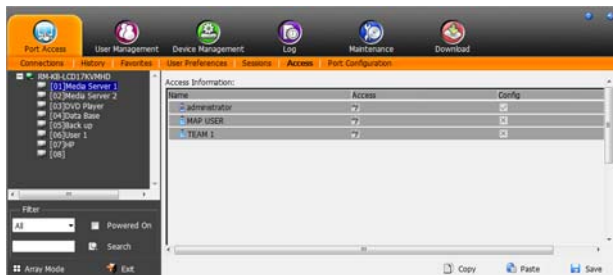 Port Access User Management Device Management Log Maintenance Download
Connections History Favorites User Preferences Sessions Access Port Configuration
RM-KB-LCD17KVMHD
[01]Media Server 1
[02]Media Server 2
[03]DVD Player
[04]Data Base
[05]Back up
[06]User 1
[07]HP
[08]
Access Information:
Name Access Config
administrator
MAP USER
TEAM 1
Filter
All Powered On
Search
Array Mode Exit
Copy Paste Save